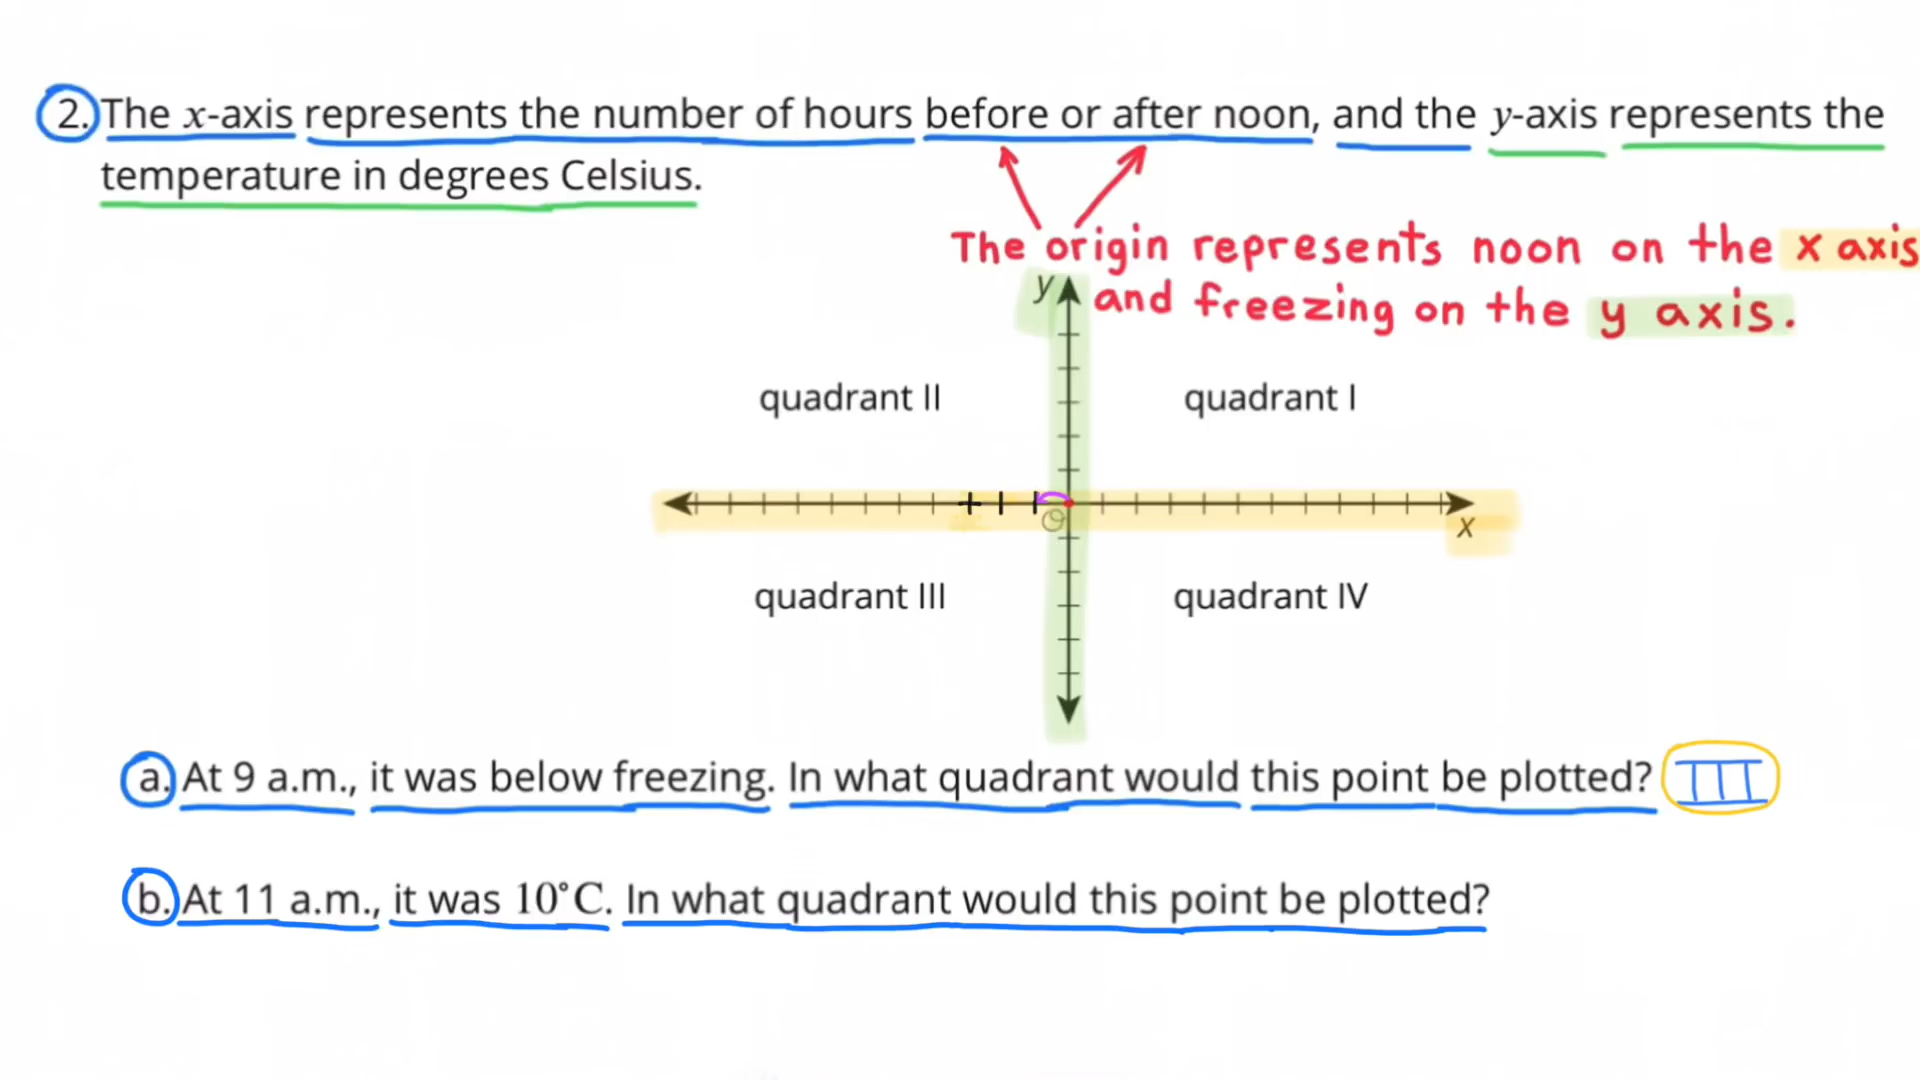 2. The x-axis represents the number of hours before or after noon, and the y-axis represents the
temperature in degrees Celsius.
The origin represents noon on the x axis
and freezing on the y axis.
y
quadrant II
quadrant I
O
x
quadrant III
quadrant IV
a. At 9 a.m., it was below freezing. In what quadrant would this point be plotted? III
b. At 11 a.m., it was 10°C. In what quadrant would this point be plotted?